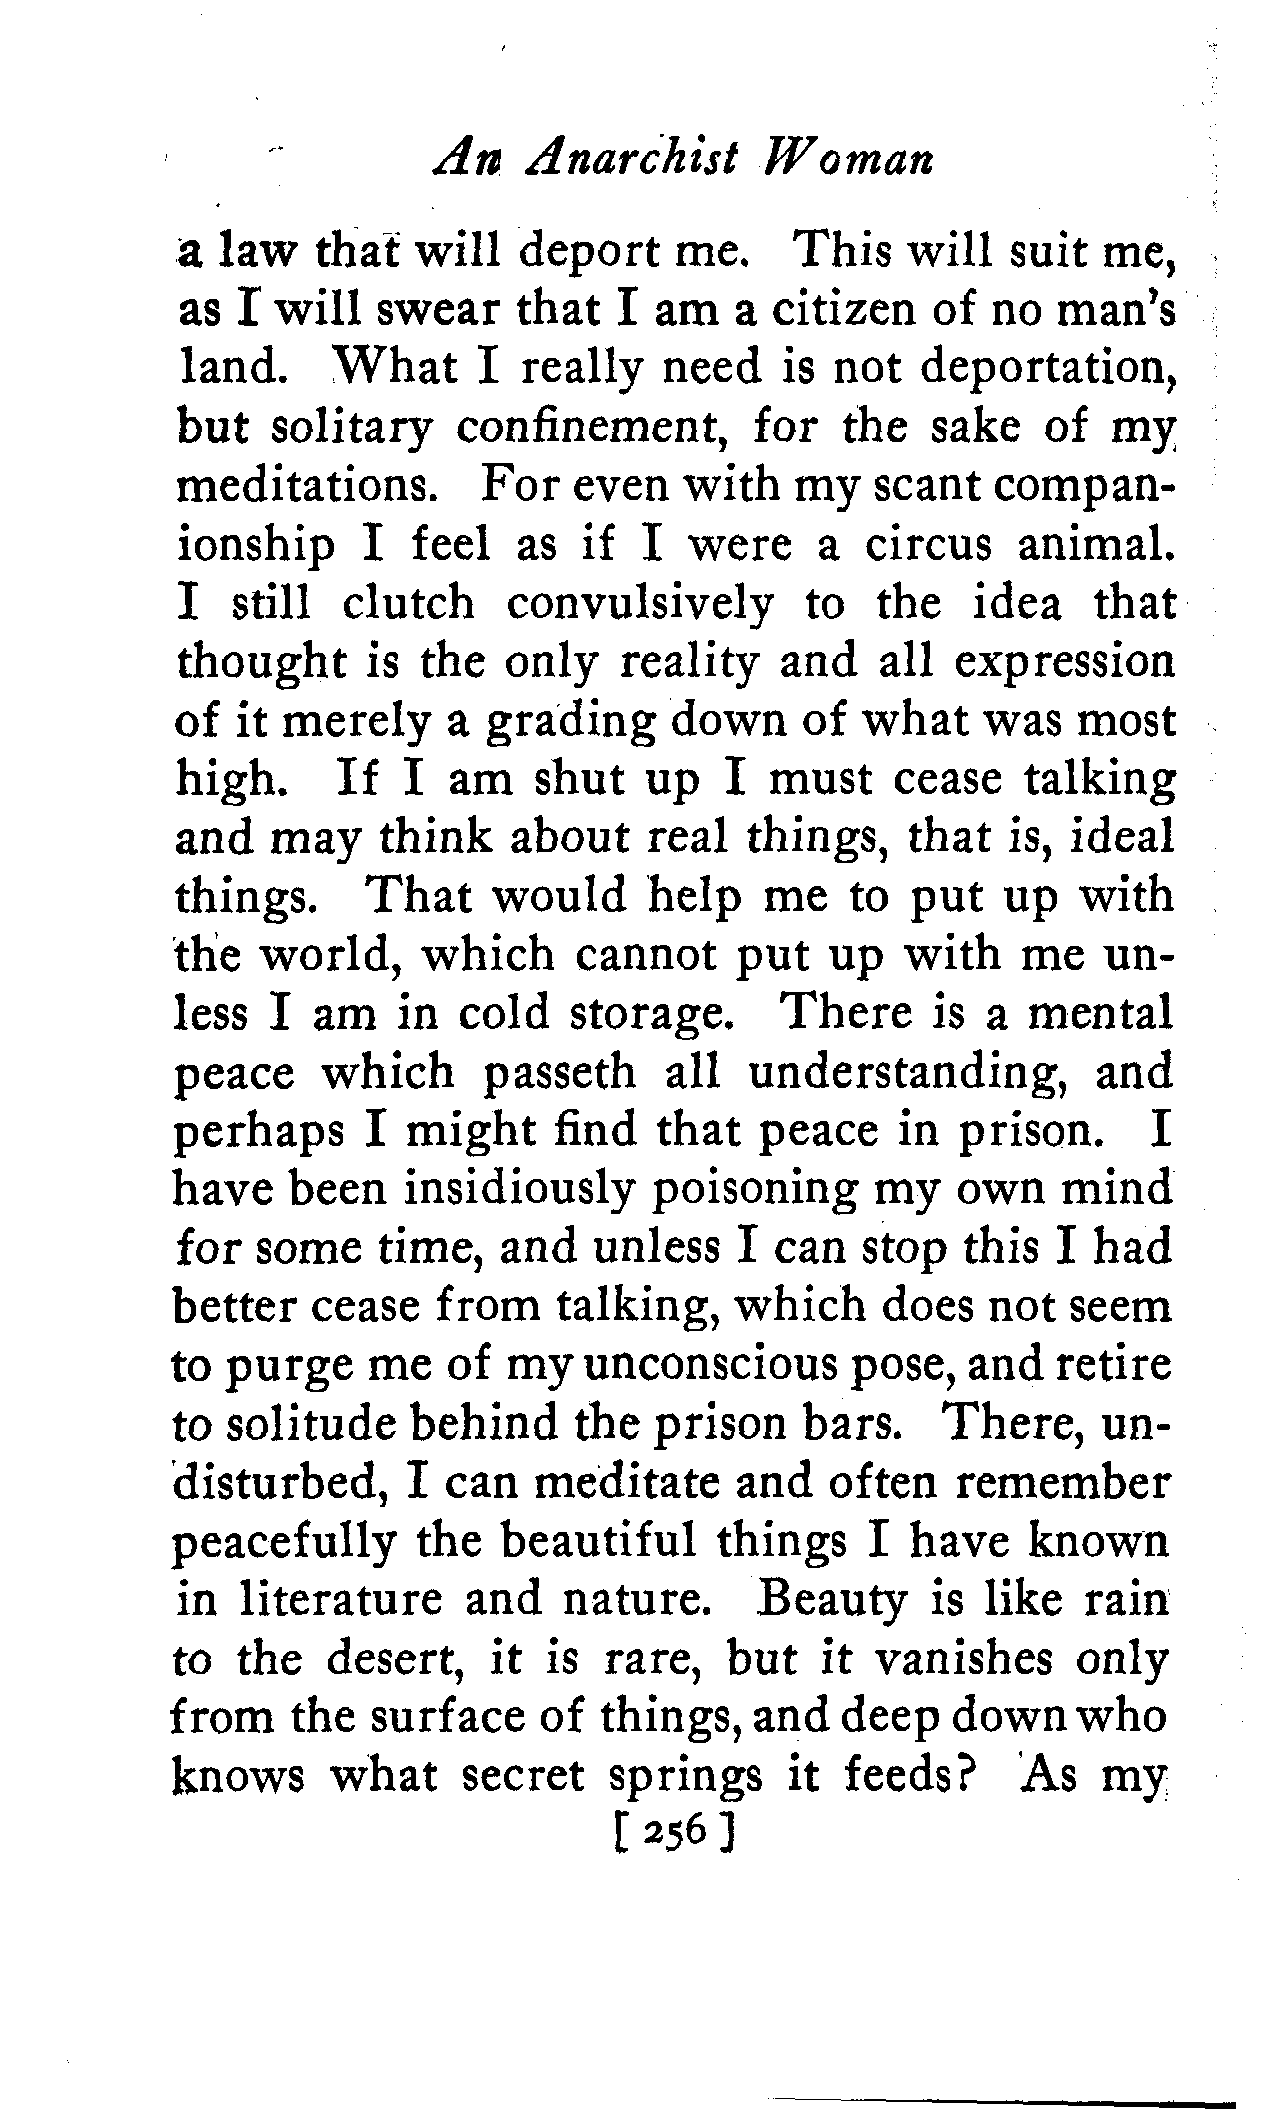 An Anarchist Woman
a law that will deport me. This will suit me,
as I will swear that I am a citizen of no man's
land. What I really need is not deportation,
but solitary confinement, for the sake of my
meditations. For even with my scant compan-
ionship I feel as if I were a circus animal.
I still clutch convulsively to the idea that
thought is the only reality and all expression
of it merely a grading down of what was most
high. If I am shut up I must cease talking
and may think about real things, that is, ideal
things. That would help me to put up with
the world, which cannot put up with me un-
less I am in cold storage. There is a mental
peace which passeth all understanding, and
perhaps I might find that peace in prison. I
have been insidiously poisoning my own mind
for some time, and unless I can stop this I had
better cease from talking, which does not seem
to purge me of my unconscious pose, and retire
to solitude behind the prison bars. There, un-
disturbed, I can meditate and often remember
peacefully the beautiful things I have known
in literature and nature. Beauty is like rain
to the desert, it is rare, but it vanishes only
from the surface of things, and deep down who
knows what secret springs it feeds? As my
[ 256 ]